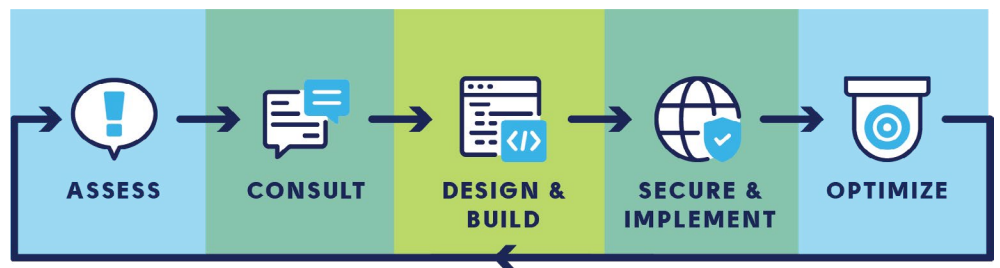 ASSESS
CONSULT
DESIGN &
BUILD
SECURE &
IMPLEMENT
OPTIMIZE